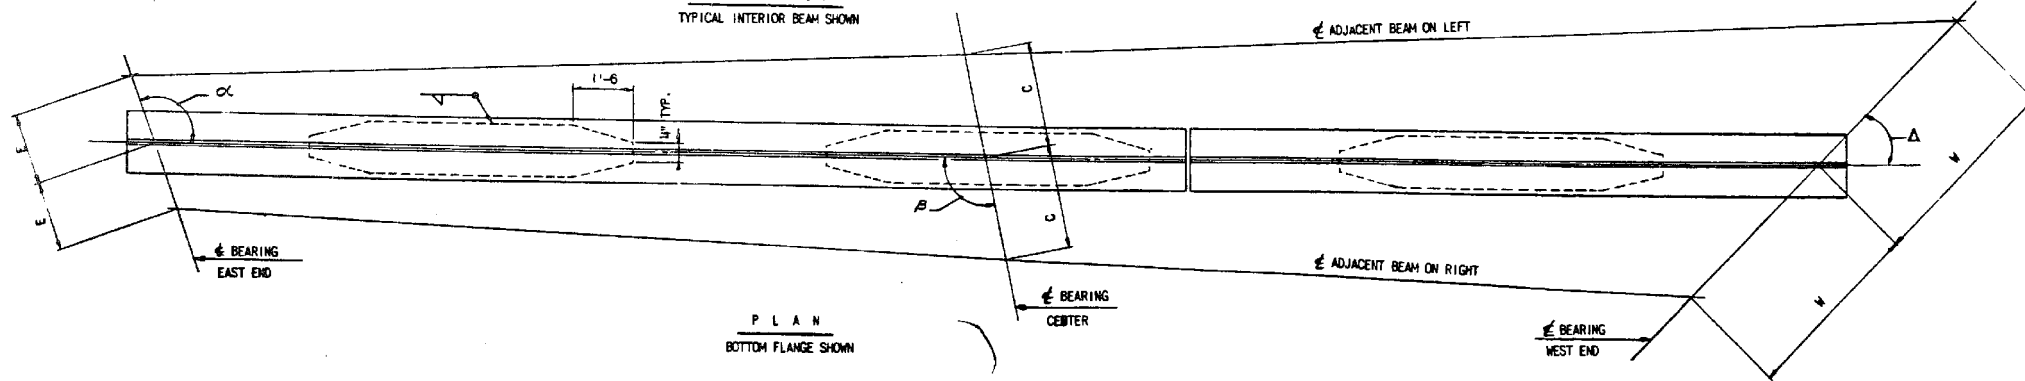 TYPICAL INTERIOR BEAM SHOWN
℄ ADJACENT BEAM ON LEFT
1'-6
α
4" TYP.
C
E
E
Δ
W
β
C
℄ BEARING
EAST END
℄ ADJACENT BEAM ON RIGHT
℄ BEARING
CENTER
W
P L A N
BOTTOM FLANGE SHOWN
℄ BEARING
WEST END